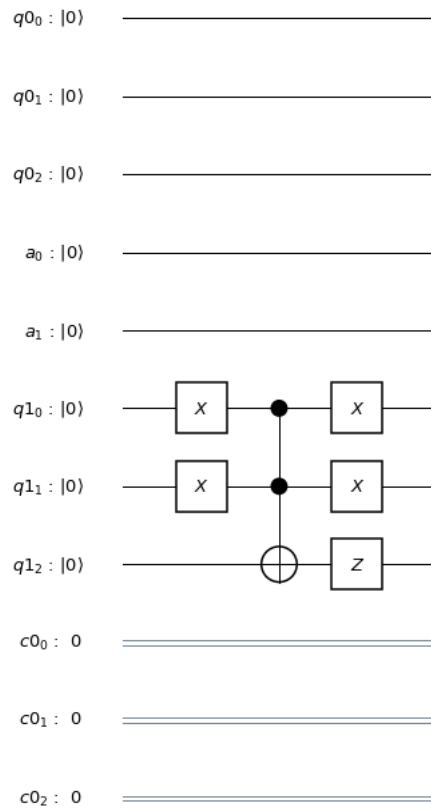 q0₀ : |0⟩
q0₁ : |0⟩
q0₂ : |0⟩
a₀ : |0⟩
a₁ : |0⟩
q1₀ : |0⟩ X X
q1₁ : |0⟩ X X
q1₂ : |0⟩ Z
c0₀ : 0
c0₁ : 0
c0₂ : 0